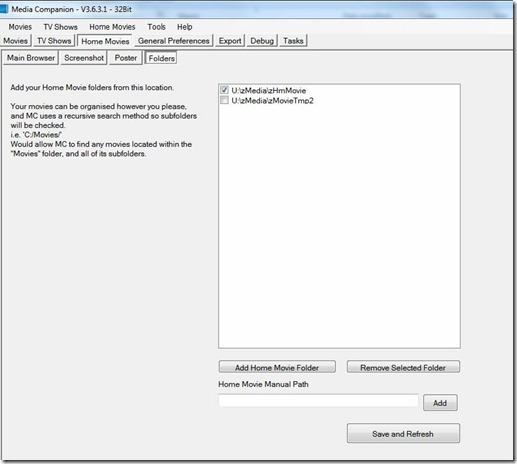 Media Companion - V3.6.3.1 - 32Bit
Movies TV Shows Home Movies Tools Help
Movies TV Shows Home Movies General Preferences Export Debug Tasks
Main Browser Screenshot Poster Folders
Add your Home Movie folders from this location.
Your movies can be organised however you please,
and MC uses a recursive search method so subfolders
will be checked.
i.e. 'C:/Movies/'
Would allow MC to find any movies located within the
"Movies" folder, and all of its subfolders.
U:\zMedia\zHmMovie
U:\zMedia\zMovieTmp2
Add Home Movie Folder Remove Selected Folder
Home Movie Manual Path
Add
Save and Refresh